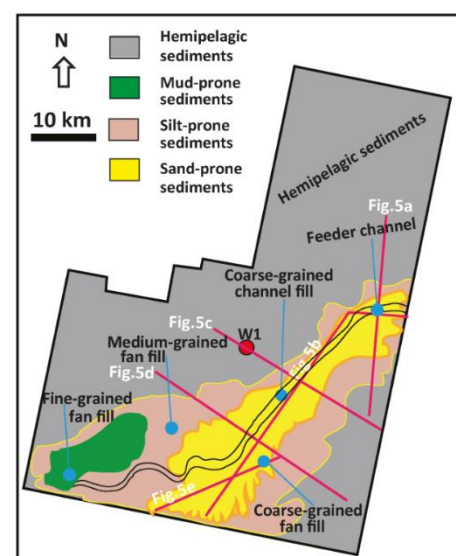 N
10 km
Hemipelagic
sediments
Mud-prone
sediments
Silt-prone
sediments
Sand-prone
sediments
Hemipelagic sediments
Fig.5a
Feeder channel
Coarse-grained
channel fill
Fig.5c
W1
Fig.5b
Medium-grained
fan fill
Fig.5d
Fine-grained
fan fill
Fig.5e
Coarse-grained
fan fill